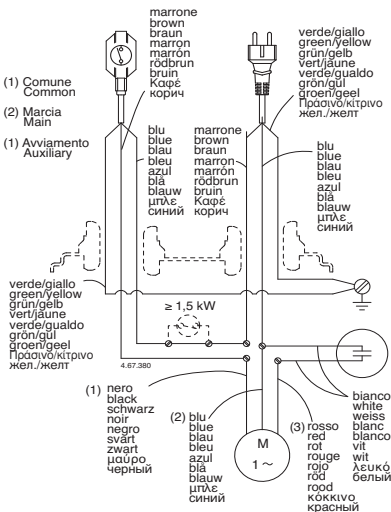 marrone
brown
braun
marron
marrón
rödbrun
bruin
Καφέ
корич
verde/giallo
green/yellow
grün/gelb
vert/jaune
verde/gualdo
grön/gül
groen/geel
Πράσινο/κίτρινο
жел./желт
(1) Comune
Common
(2) Marcia
Main
(1) Avviamento
Auxiliary
blu
blue
blau
bleu
azul
blå
blauw
μπλε
синий
marrone
brown
braun
marron
marrón
rödbrun
bruin
Καφέ
корич
blu
blue
blau
bleu
azul
blå
blauw
μπλε
синий
verde/giallo
green/yellow
grün/gelb
vert/jaune
verde/gualdo
grön/gül
groen/geel
Πράσινο/κίτρινο
жел./желт
≥ 1,5 kW
4.67.380
(1) nero
black
schwarz
noir
negro
svart
zwart
μαύρο
черный
(2) blu
blue
blau
bleu
azul
blå
blauw
μπλε
синий
M
1 ~
(3) rosso
red
rot
rouge
rojo
röd
rood
κόκκινο
красный
bianco
white
weiss
blanc
blanco
vit
wit
λευκό
белый